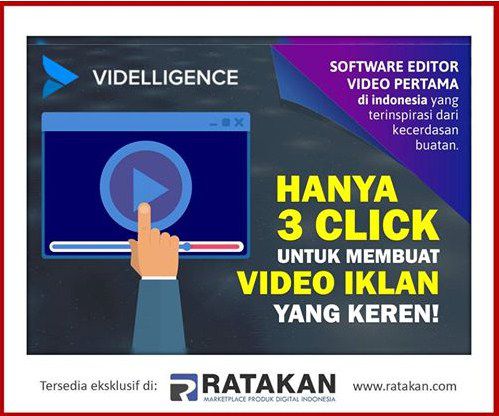 VIDELLIGENCE
SOFTWARE EDITOR
VIDEO PERTAMA
di indonesia yang
terinspirasi dari
kecerdasan
buatan.
HANYA
3 CLICK
UNTUK MEMBUAT
VIDEO IKLAN
YANG KEREN!
Tersedia eksklusif di:
RATAKAN
MARKETPLACE PRODUK DIGITAL INDONESIA
www.ratakan.com